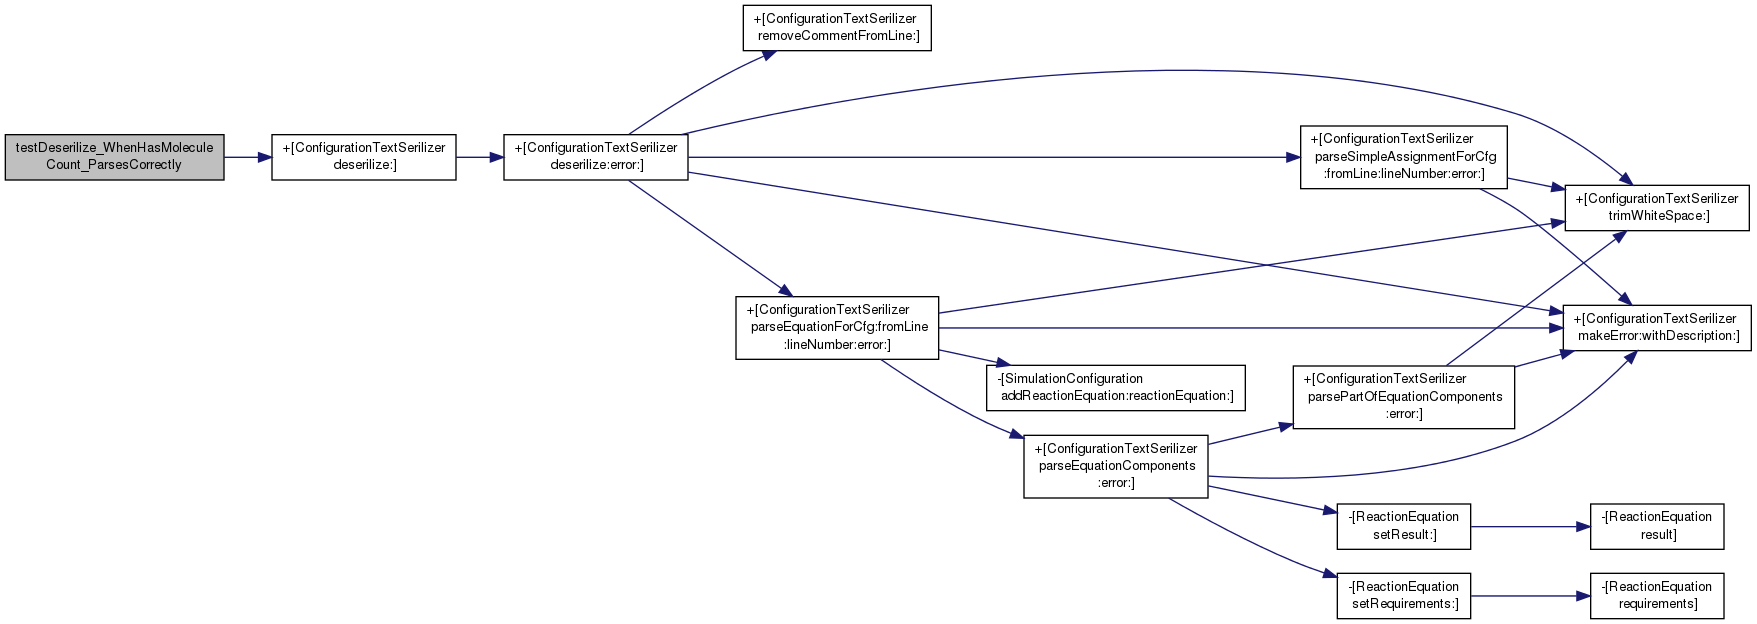 testDeserilize_WhenHasMolecule
Count_ParsesCorrectly
+[ConfigurationTextSerilizer
deserilize:]
+[ConfigurationTextSerilizer
deserilize:error:]
+[ConfigurationTextSerilizer
removeCommentFromLine:]
+[ConfigurationTextSerilizer
parseSimpleAssignmentForCfg
:fromLine:lineNumber:error:]
+[ConfigurationTextSerilizer
trimWhiteSpace:]
+[ConfigurationTextSerilizer
parseEquationForCfg:fromLine
:lineNumber:error:]
+[ConfigurationTextSerilizer
makeError:withDescription:]
-[SimulationConfiguration
addReactionEquation:reactionEquation:]
+[ConfigurationTextSerilizer
parsePartOfEquationComponents
:error:]
+[ConfigurationTextSerilizer
parseEquationComponents
:error:]
-[ReactionEquation
setResult:]
-[ReactionEquation
result]
-[ReactionEquation
setRequirements:]
-[ReactionEquation
requirements]